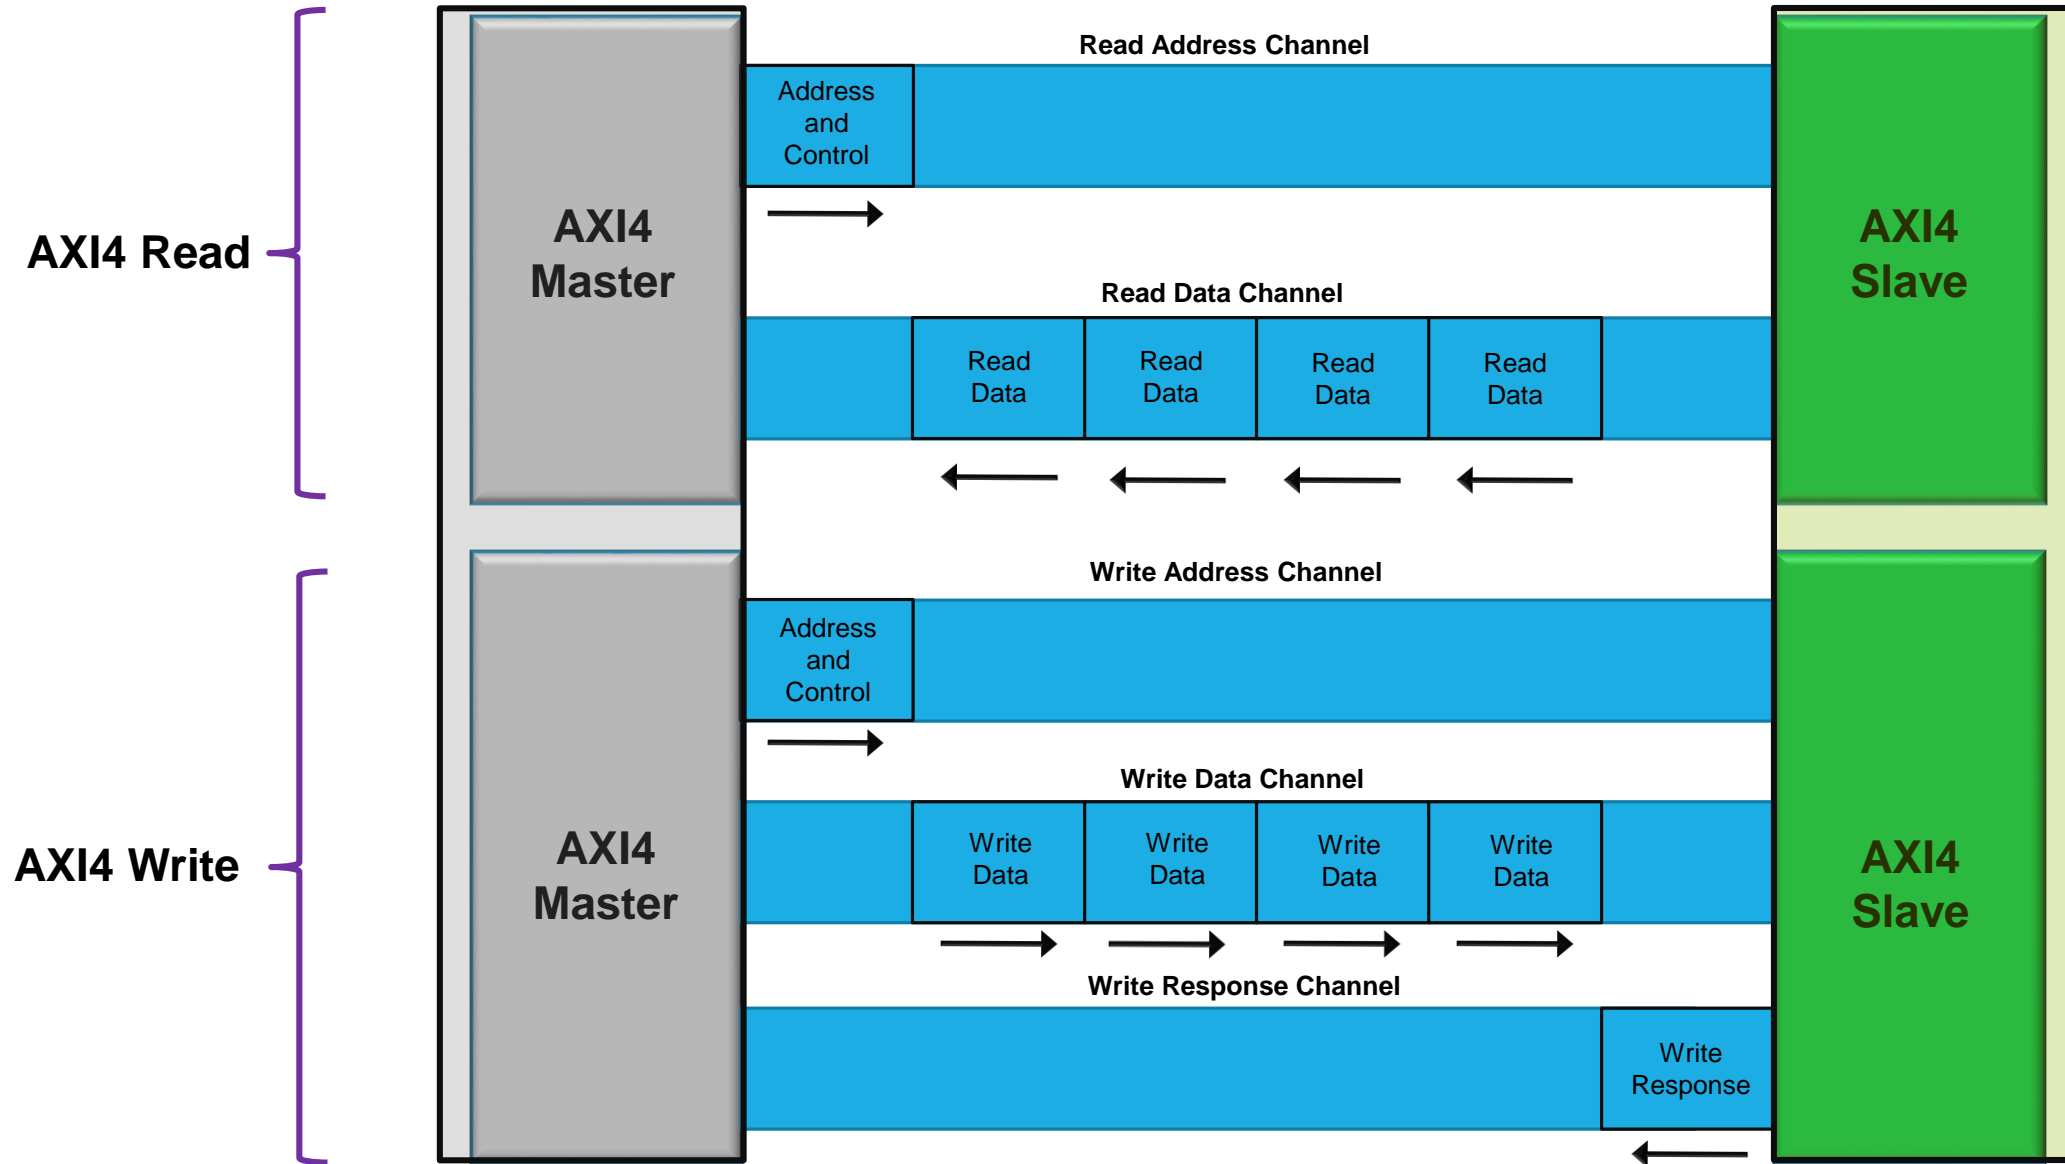 Read Address Channel
Address
and
Control
AXI4 Read
AXI4
Master
AXI4
Slave
Read Data Channel
Read
Data
Read
Data
Read
Data
Read
Data
Write Address Channel
Address
and
Control
Write Data Channel
AXI4 Write
AXI4
Master
Write
Data
Write
Data
Write
Data
Write
Data
AXI4
Slave
Write Response Channel
Write
Response